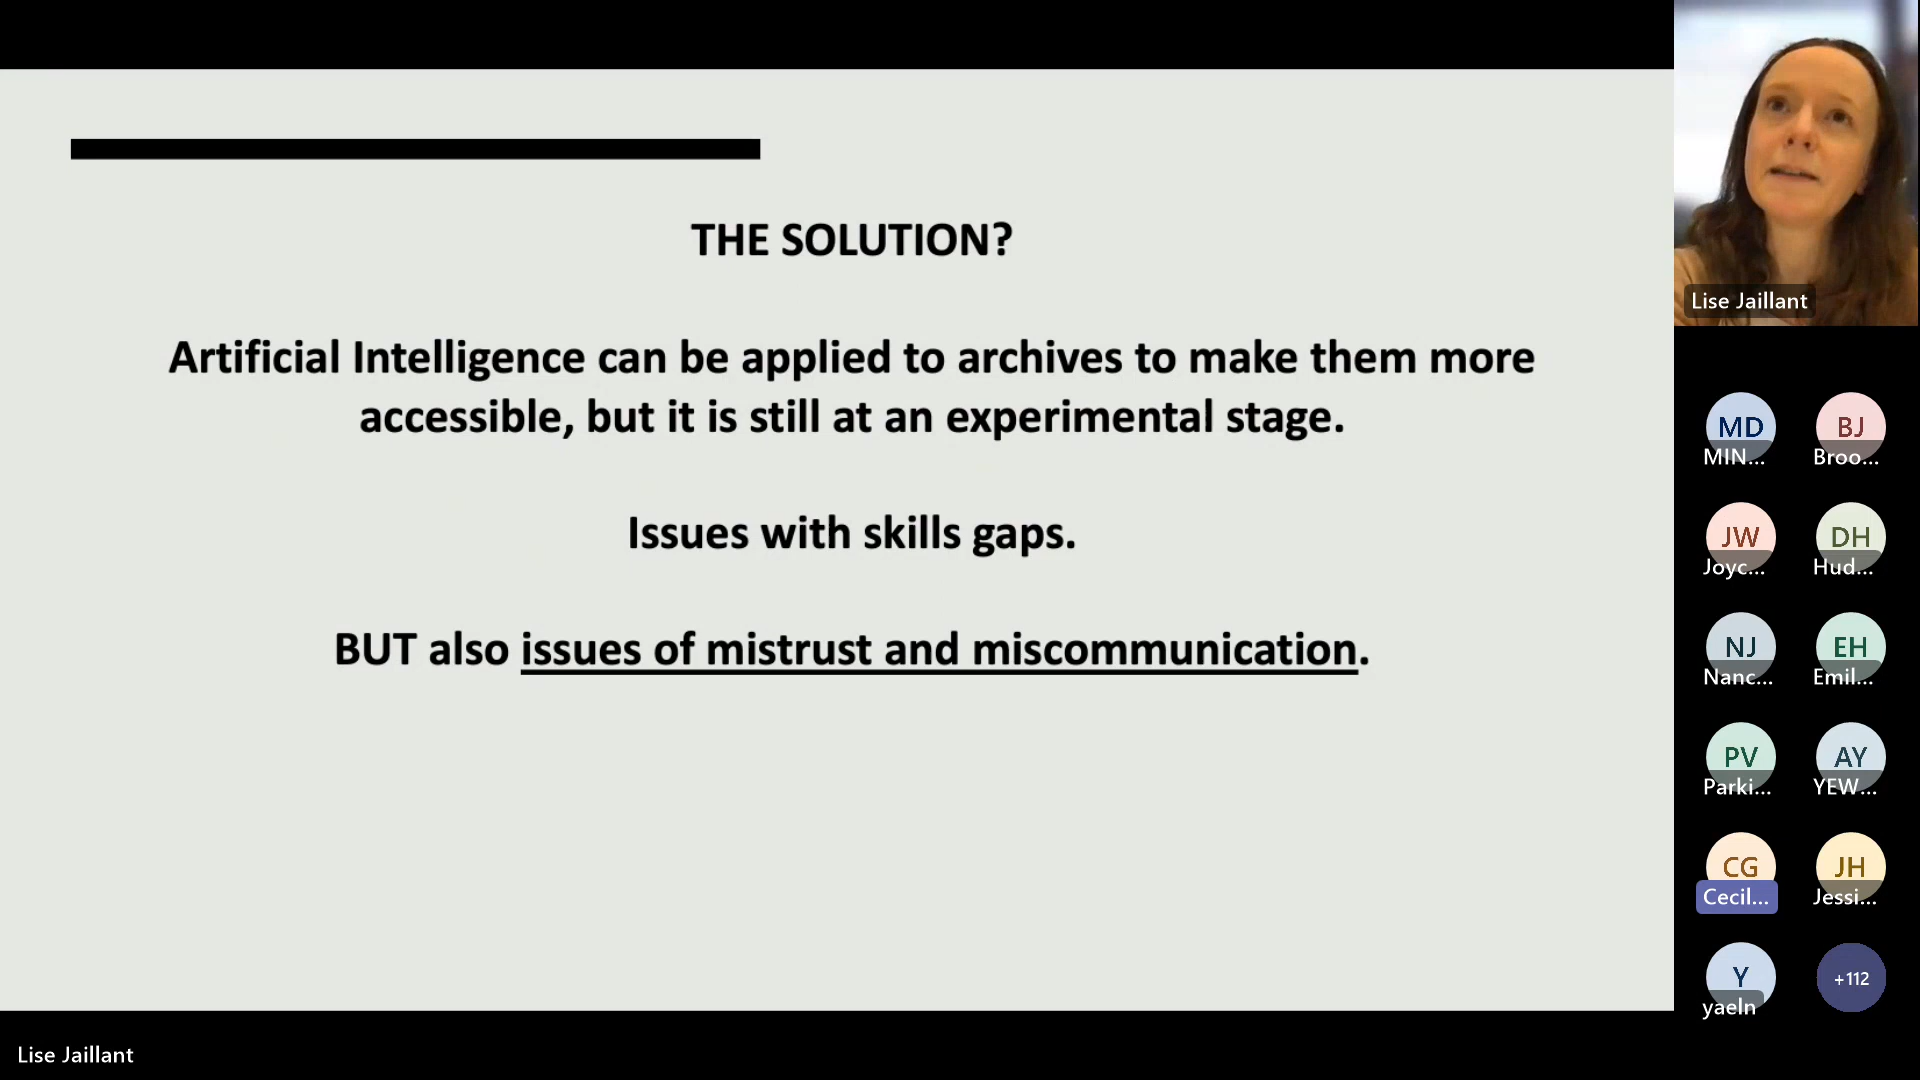 THE SOLUTION?
Artificial Intelligence can be applied to archives to make them more
accessible, but it is still at an experimental stage.
Issues with skills gaps.
BUT also issues of mistrust and miscommunication.
Lise Jaillant
MD
MIN...
BJ
Broo...
JW
Joyc...
DH
Hud...
NJ
Nanc...
EH
Emil...
PV
Parki...
AY
YEW...
CG
Cecil...
JH
Jessi...
Y
yaeln
+112
Lise Jaillant